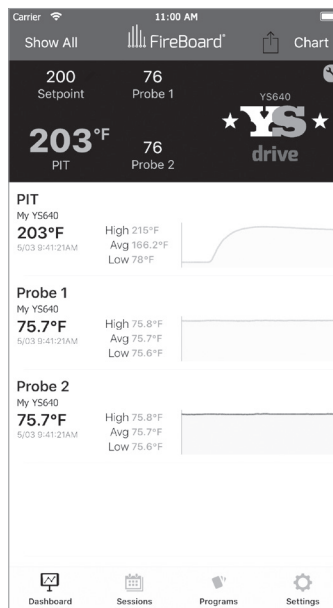 Carrier 11:00 AM
Show All FireBoard® Chart
200 76
Setpoint Probe 1
YS640
YS
203°F
drive
76
PIT Probe 2
PIT
My YS640
203°F
5/03 9:41:21AM
High 215°F
Avg 166.2°F
Low 78°F
Probe 1
My YS640
75.7°F
5/03 9:41:21AM
High 75.8°F
Avg 75.7°F
Low 75.6°F
Probe 2
My YS640
75.7°F
5/03 9:41:21AM
High 75.8°F
Avg 75.7°F
Low 75.6°F
Dashboard Sessions Programs Settings